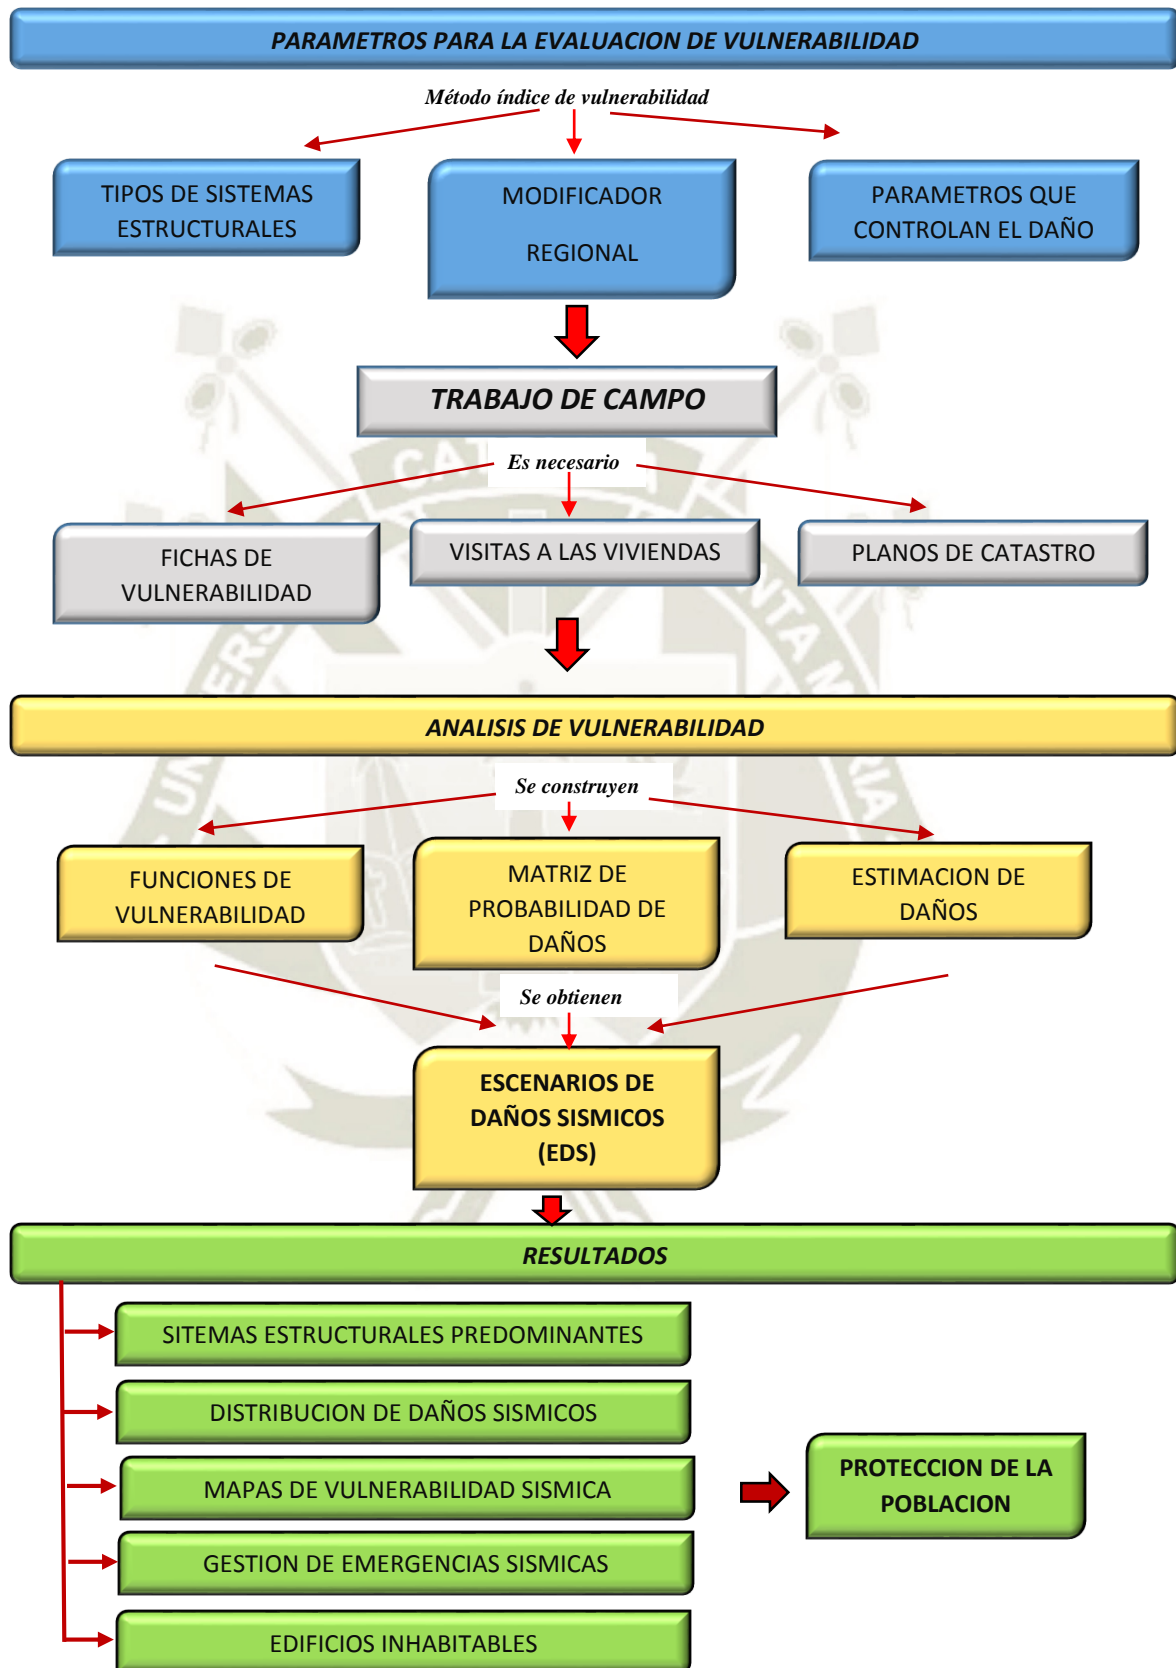 PARAMETROS PARA LA EVALUACION DE VULNERABILIDAD
Método índice de vulnerabilidad
TIPOS DE SISTEMAS
ESTRUCTURALES
MODIFICADOR
REGIONAL
PARAMETROS QUE
CONTROLAN EL DAÑO
TRABAJO DE CAMPO
Es necesario
FICHAS DE
VULNERABILIDAD
VISITAS A LAS VIVIENDAS
PLANOS DE CATASTRO
ANALISIS DE VULNERABILIDAD
Se construyen
FUNCIONES DE
VULNERABILIDAD
MATRIZ DE
PROBABILIDAD DE
DAÑOS
ESTIMACION DE
DAÑOS
Se obtienen
ESCENARIOS DE
DAÑOS SISMICOS
(EDS)
RESULTADOS
SITEMAS ESTRUCTURALES PREDOMINANTES
DISTRIBUCION DE DAÑOS SISMICOS
MAPAS DE VULNERABILIDAD SISMICA
GESTION DE EMERGENCIAS SISMICAS
EDIFICIOS INHABITABLES
PROTECCION DE LA
POBLACION